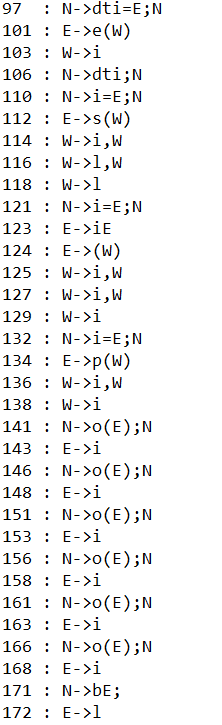 97  : N->dti=E;N
101 : E->e(W)
103 : W->i
106 : N->dti;N
110 : N->i=E;N
112 : E->s(W)
114 : W->i,W
116 : W->l,W
118 : W->l
121 : N->i=E;N
123 : E->iE
124 : E->(W)
125 : W->i,W
127 : W->i,W
129 : W->i
132 : N->i=E;N
134 : E->p(W)
136 : W->i,W
138 : W->i
141 : N->o(E);N
143 : E->i
146 : N->o(E);N
148 : E->i
151 : N->o(E);N
153 : E->i
156 : N->o(E);N
158 : E->i
161 : N->o(E);N
163 : E->i
166 : N->o(E);N
168 : E->i
171 : N->bE;
172 : E->l